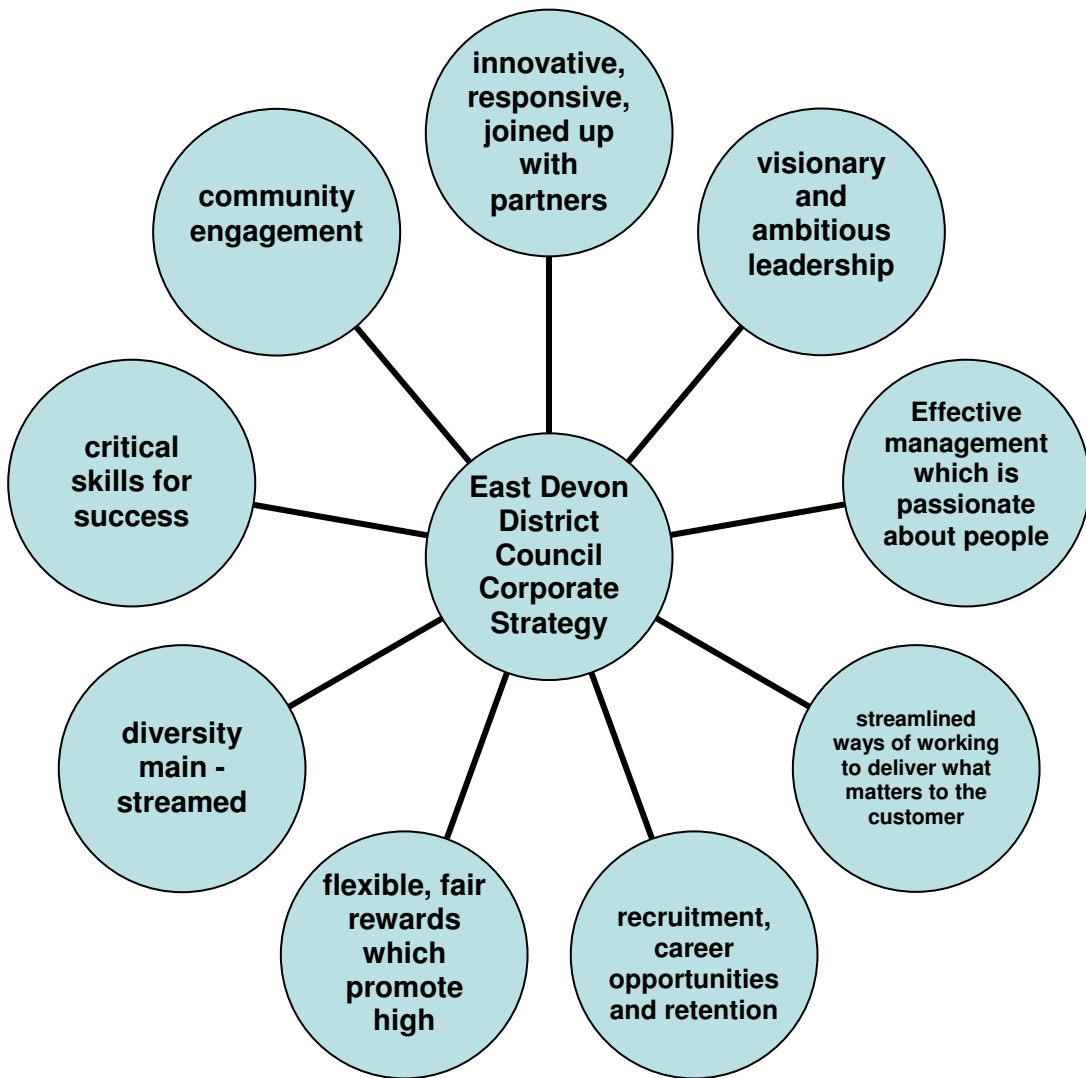 innovative,
responsive,
joined up
with
partners
visionary
and
ambitious
leadership
Effective
management
which is
passionate
about people
streamlined
ways of working
to deliver what
matters to the
customer
recruitment,
career
opportunities
and retention
flexible, fair
rewards
which
promote
high
diversity
main -
streamed
critical
skills for
success
community
engagement
East Devon
District
Council
Corporate
Strategy